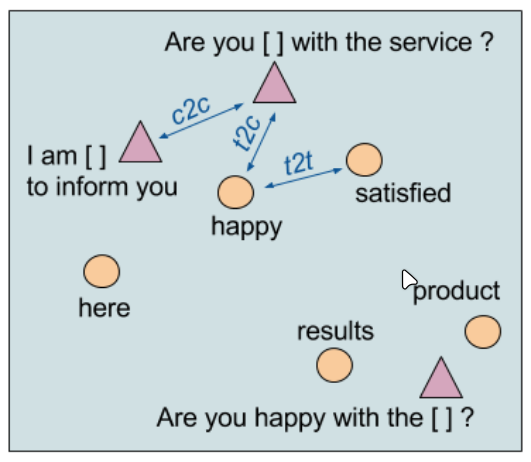 Are you [ ] with the service ?
c2c
t2c
I am [ ]
to inform you
t2t
satisfied
happy
here
product
results
Are you happy with the [ ] ?